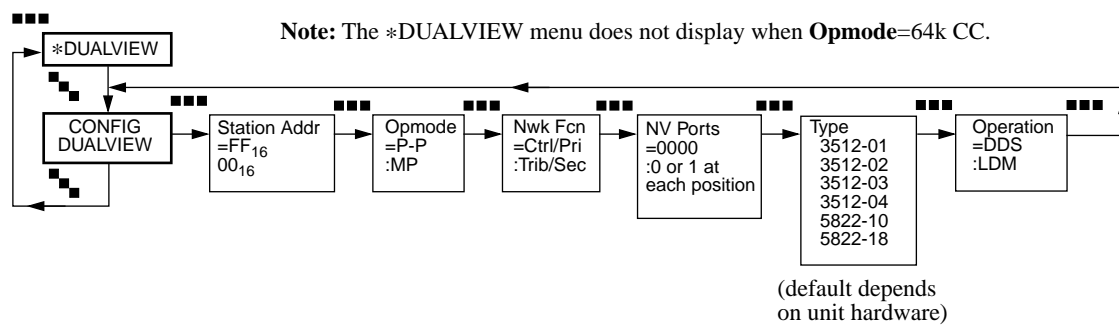 Note: The *DUALVIEW menu does not display when Opmode=64k CC.
*DUALVIEW
CONFIG
DUALVIEW
Station Addr
=FF16
0016
Opmode
=P-P
:MP
Nwk Fcn
=Ctrl/Pri
:Trib/Sec
NV Ports
=0000
:0 or 1 at
each position
Type
3512-01
3512-02
3512-03
3512-04
5822-10
5822-18
Operation
=DDS
:LDM
(default depends
on unit hardware)